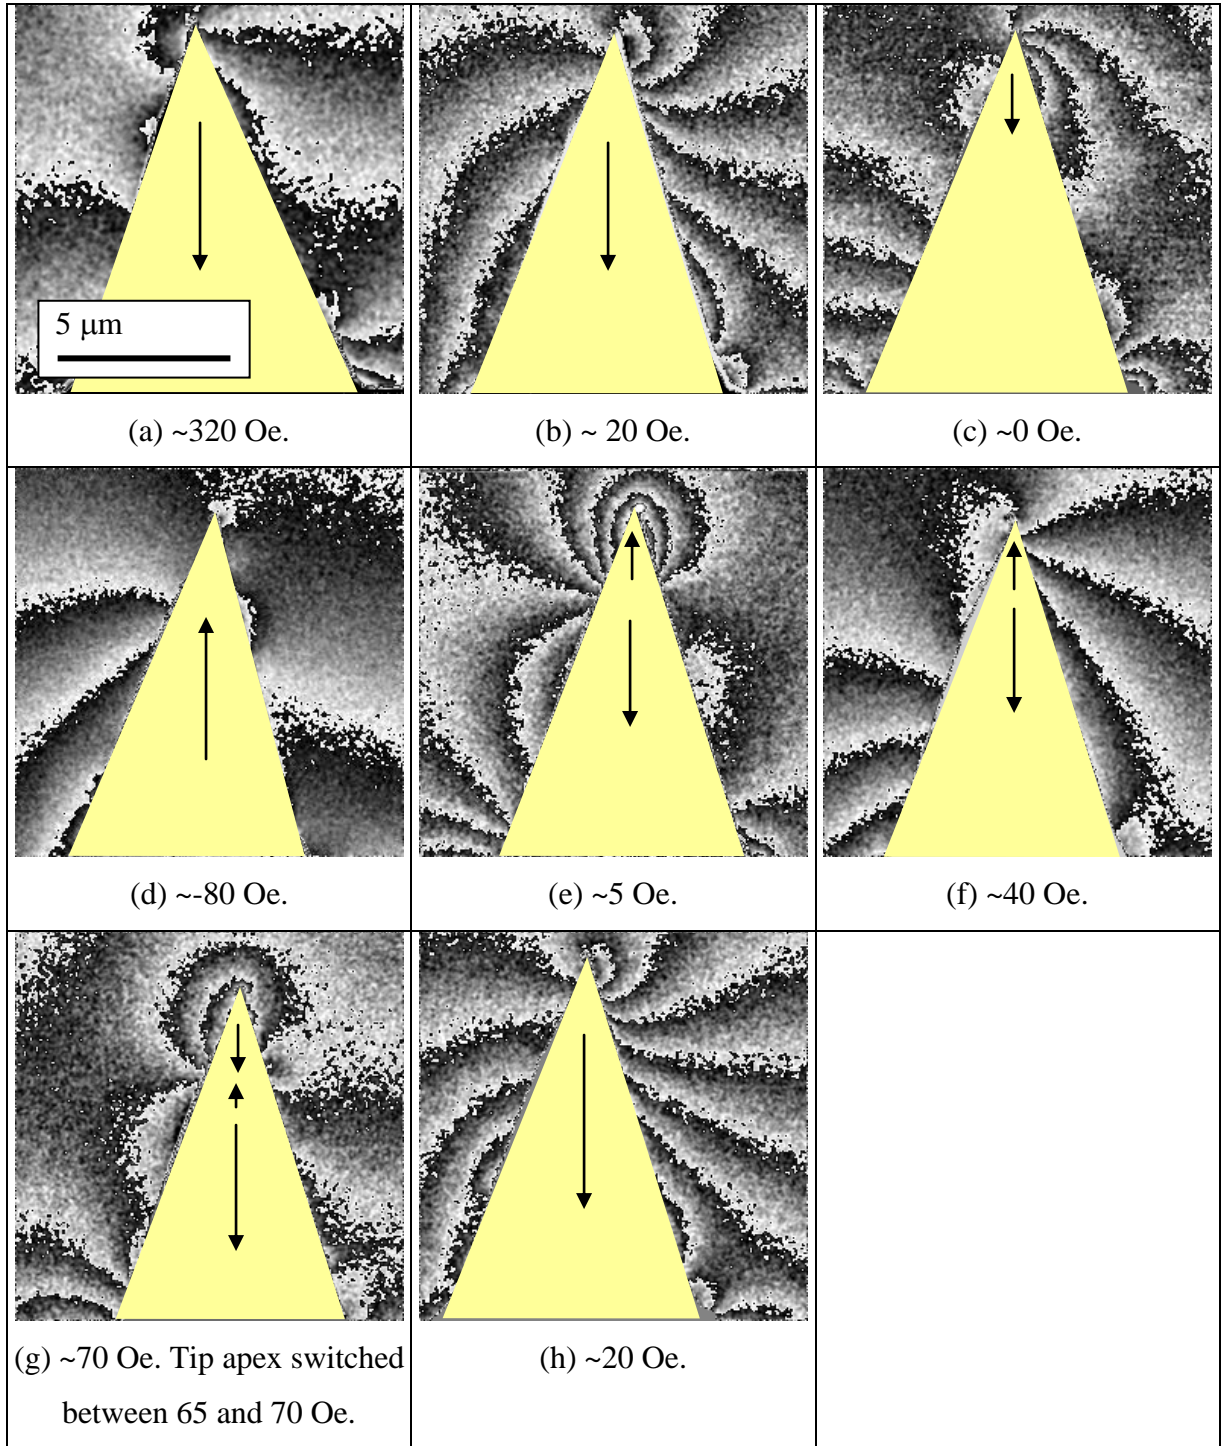 5 μm
(a) ~320 Oe.
(b) ~ 20 Oe.
(c) ~0 Oe.
(d) ~-80 Oe.
(e) ~5 Oe.
(f) ~40 Oe.
(g) ~70 Oe. Tip apex switched
between 65 and 70 Oe.
(h) ~20 Oe.